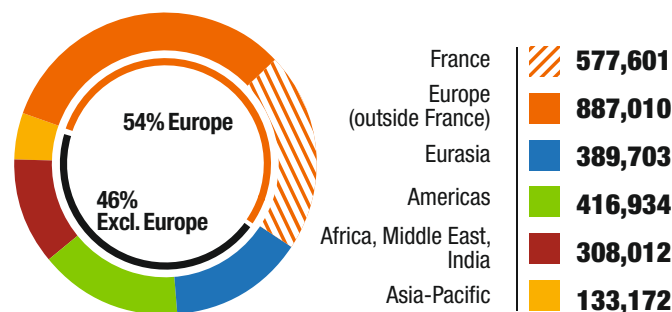 54% Europe
46%
Excl. Europe
France 577,601
Europe
(outside France) 887,010
Eurasia 389,703
Americas 416,934
Africa, Middle East,
India 308,012
Asia-Pacific 133,172